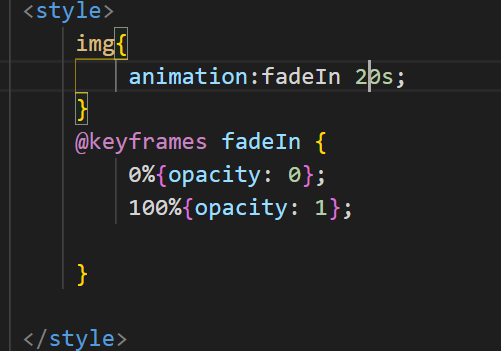 <style>
img{
animation:fadeIn 20s;
}
@keyframes fadeIn {
0%{opacity: 0};
100%{opacity: 1};
}
</style>